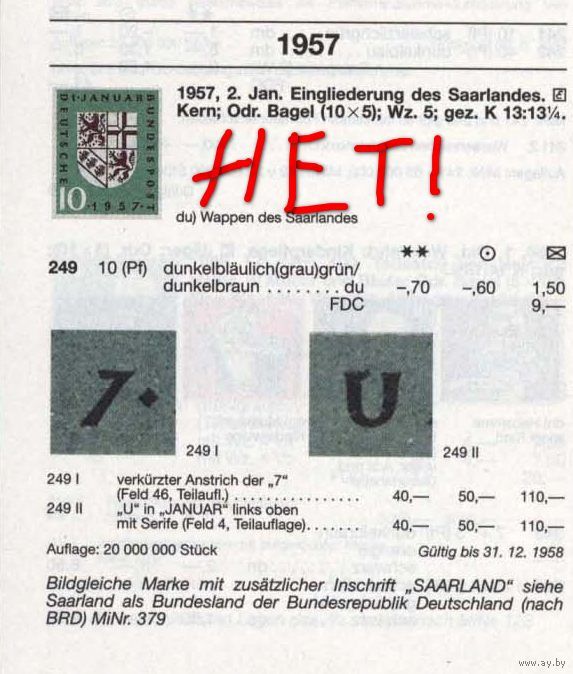 1957
1 · JANUAR
DEUTSCHE
BUNDESPOST
10
· 1957 ·
1957, 2. Jan. Eingliederung des Saarlandes.
Kern; Odr. Bagel (10×5); Wz. 5; gez. K 13:13¼.
НЕТ!
du) Wappen des Saarlandes
** ⊙ ✉
249 10 (Pf) dunkelbläulich(grau)grün/
dunkelbraun ........ du –,70 –,60 1,50
FDC 9,—
7·
U
249 I
249 II
249 I verkürzter Anstrich der „7“
(Feld 46, Teilaufl.) ................ 40,— 50,— 110,—
249 II „U“ in „JANUAR“ links oben
mit Serife (Feld 4, Teilauflage)....... 40,— 50,— 110,—
Auflage: 20 000 000 Stück Gültig bis 31. 12. 1958
Bildgleiche Marke mit zusätzlicher Inschrift „SAARLAND“ siehe
Saarland als Bundesland der Bundesrepublik Deutschland (nach
BRD) MiNr. 379
www.ay.by